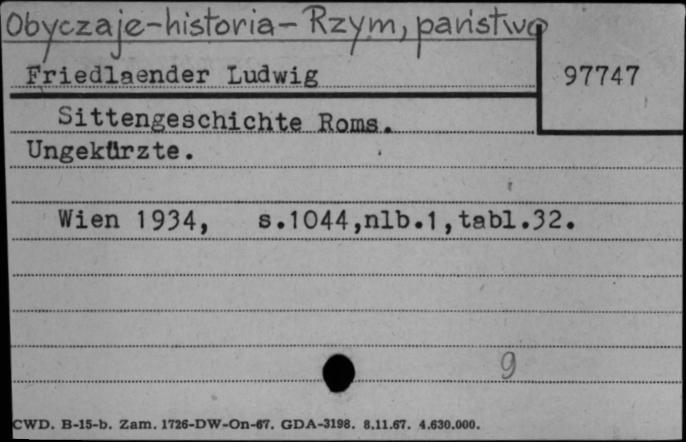 Obyczaje-historia-Rzym, państwo
Friedlaender Ludwig
97747
Sittengeschichte Roms.
Ungekürzte.
Wien 1934, s.1044,nlb.1,tabl.32.
9
CWD. B-15-b. Zam. 1726-DW-On-67. GDA-3198. 8.11.67. 4.630.000.